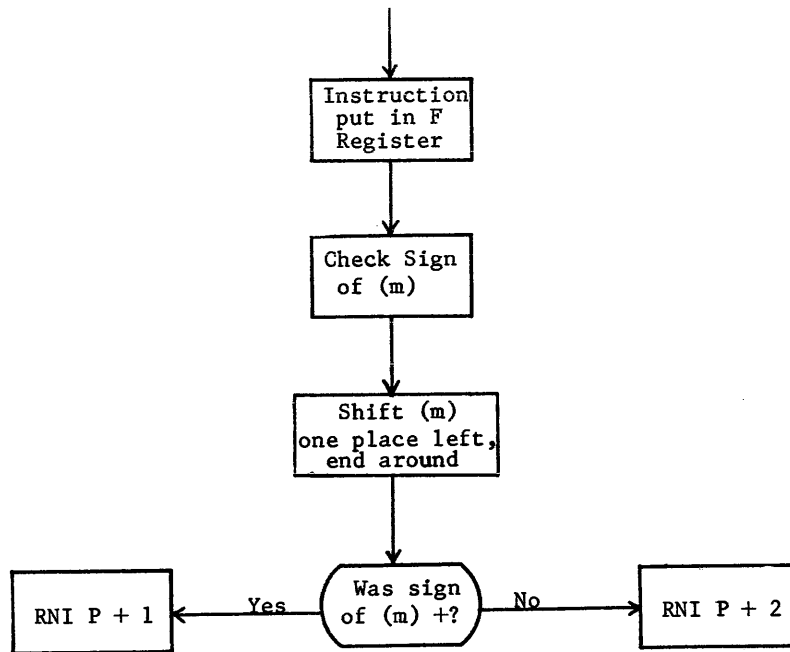 Instruction
put in F
Register
Check Sign
of (m)
Shift (m)
one place left,
end around
Was sign
of (m) +?
Yes
No
RNI P + 1
RNI P + 2